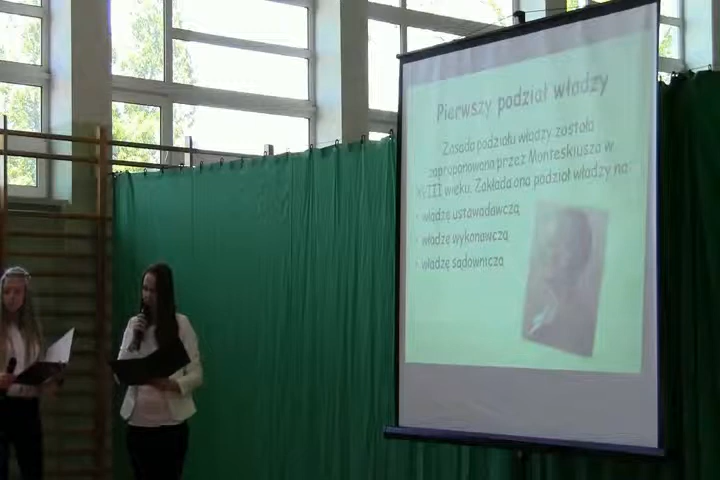 Pierwszy podział władzy
Zasada podziału władzy została
zaproponowana przez Monteskiusza w
XVIII wieku. Zakłada ona podział władzy na
• władzę ustawodawczą
• władzę wykonawczą
• władzę sądowniczą